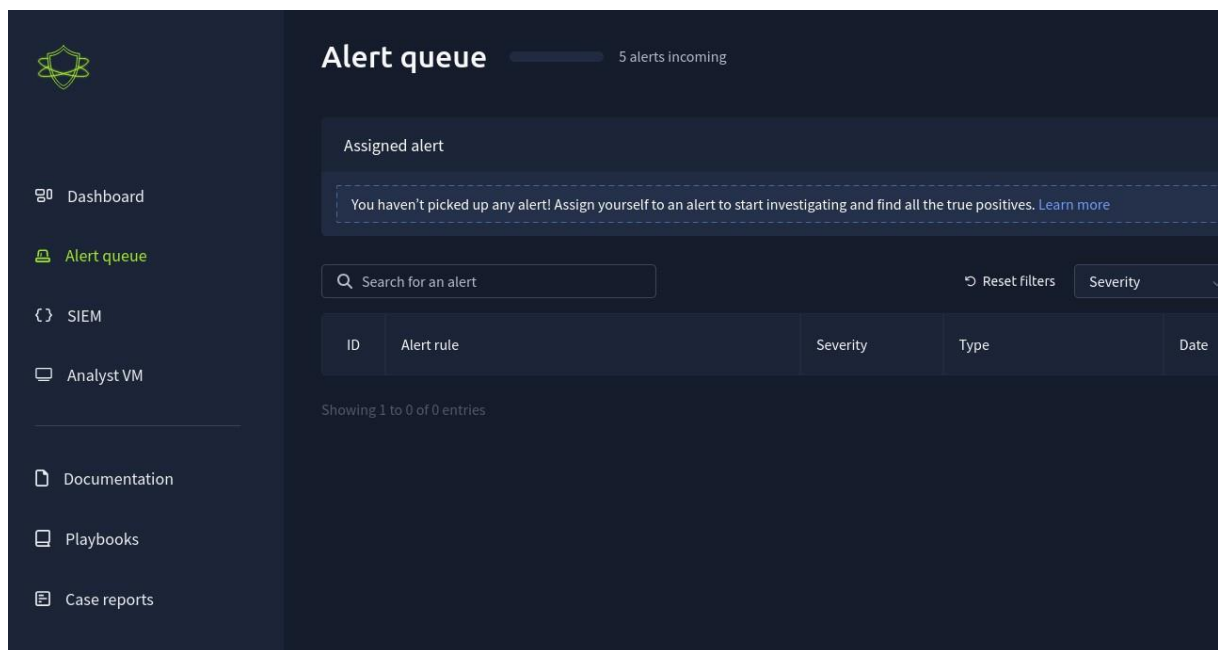 Alert queue
5 alerts incoming
Assigned alert
You haven't picked up any alert! Assign yourself to an alert to start investigating and find all the true positives. Learn more
Dashboard
Alert queue
SIEM
Analyst VM
Documentation
Playbooks
Case reports
Search for an alert
Reset filters
Severity
ID Alert rule Severity Type Date
Showing 1 to 0 of 0 entries